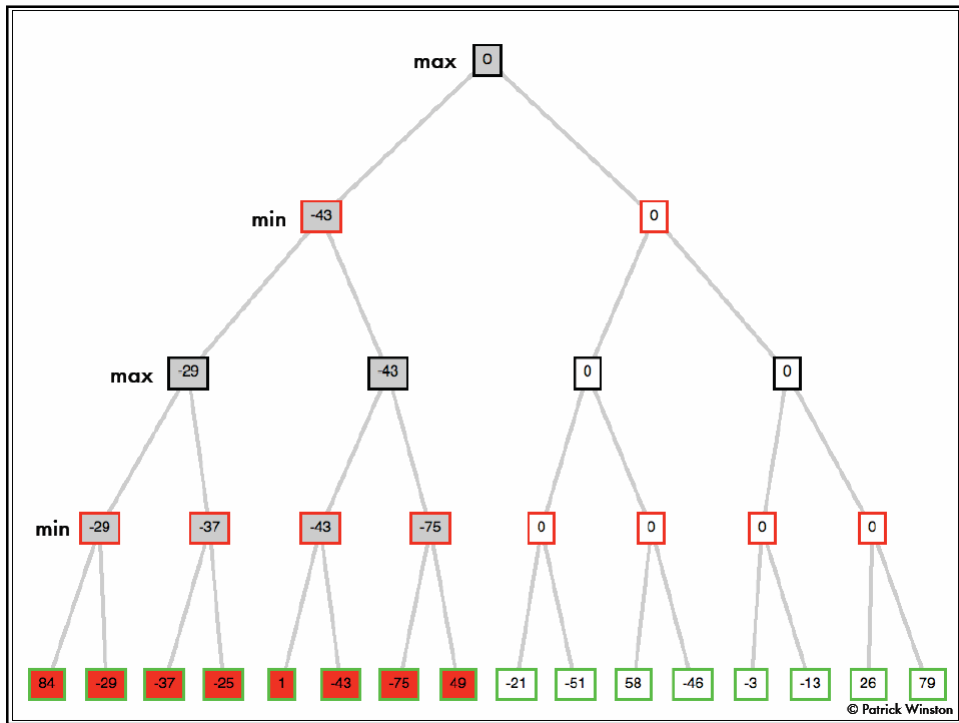 max 0
min -43 0
max -29 -43 0 0
min -29 -37 -43 -75 0 0 0 0
84 -29 -37 -25 1 -43 -75 49 -21 -51 58 -46 -3 -13 26 79
© Patrick Winston